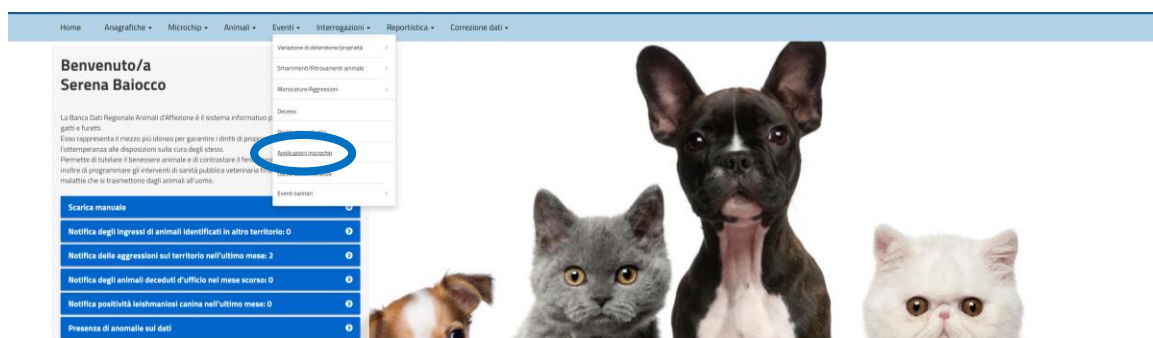 Home Anagrafiche Microchip Animali Eventi Interrogazioni Reportistica Correzione dati
Variazione di detenzione/proprietà
Smarrimenti/Ritrovamenti animale
Morsicature/Aggressioni
Decessi
Applicazioni microchip
Eventi sanitari
Benvenuto/a
Serena Baiocco
La Banca Dati Regionale Animali d'Affezione è il sistema informativo
gatti e furetti.
Esso rappresenta il mezzo più idoneo per garantire i diritti di
l'ottemperanza alle disposizioni sulla cura degli stessi.
Permette di tutelare il benessere animale e di contrastare il
inoltre di programmare gli interventi di sanità pubblica veterinaria
malattie che si trasmettono dagli animali all'uomo.
Scarica manuale
Notifica degli ingressi di animali identificati in altro territorio: 0
Notifica delle aggressioni sul territorio nell'ultimo mese: 2
Notifica degli animali deceduti d'ufficio nel mese scorso: 0
Notifica positività leishmaniosi canina nell'ultimo mese: 0
Presenza di anomalie sui dati